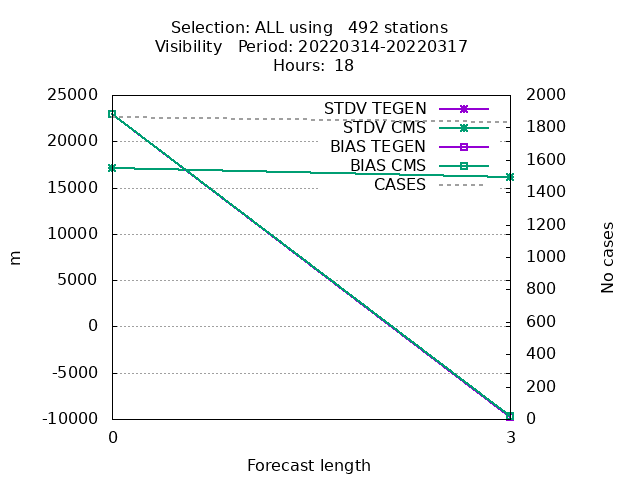 Selection: ALL using   492 stations
Visibility   Period: 20220314-20220317
Hours:  18
25000
20000
15000
10000
5000
0
-5000
-10000
m
STDV TEGEN
STDV CMS
BIAS TEGEN
BIAS CMS
CASES
2000
1800
1600
1400
1200
1000
800
600
400
200
0
No cases
0
3
Forecast length